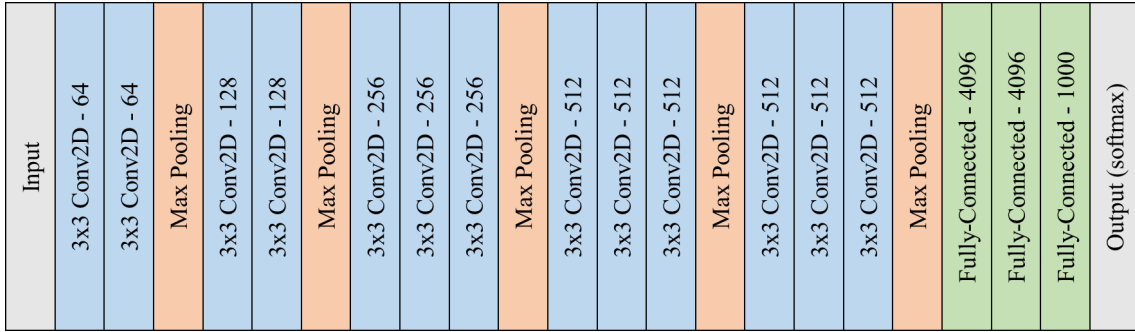 Input
3x3 Conv2D - 64
3x3 Conv2D - 64
Max Pooling
3x3 Conv2D - 128
3x3 Conv2D - 128
Max Pooling
3x3 Conv2D - 256
3x3 Conv2D - 256
3x3 Conv2D - 256
Max Pooling
3x3 Conv2D - 512
3x3 Conv2D - 512
3x3 Conv2D - 512
Max Pooling
3x3 Conv2D - 512
3x3 Conv2D - 512
3x3 Conv2D - 512
Max Pooling
Fully-Connected - 4096
Fully-Connected - 4096
Fully-Connected - 1000
Output (softmax)